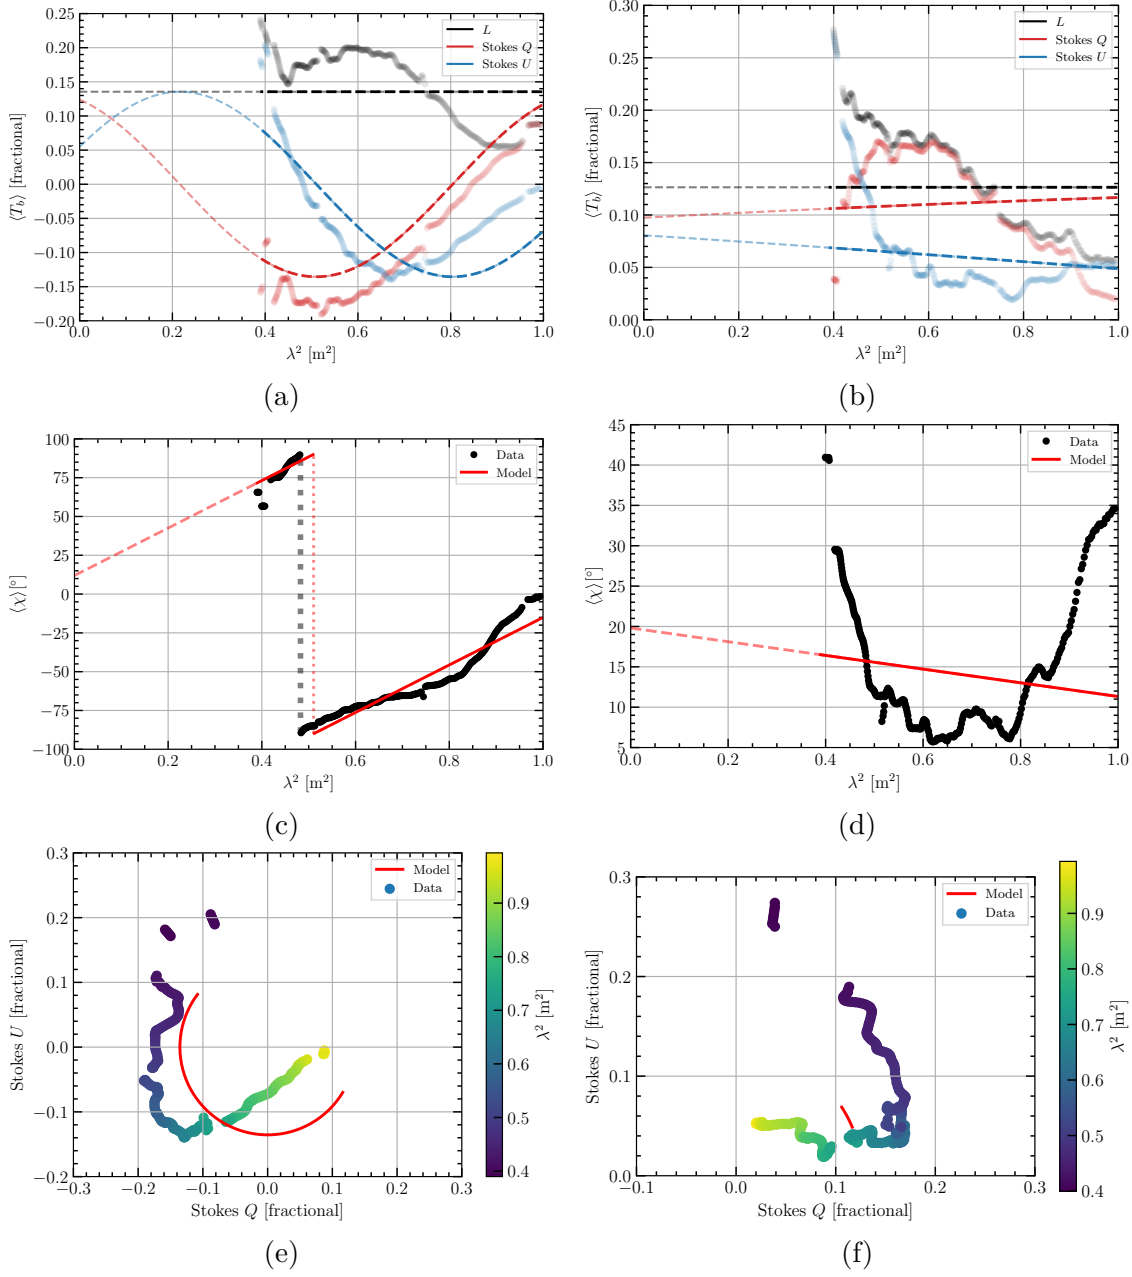 0.25
0.20
0.15
0.10
0.05
0.00
−0.05
−0.10
−0.15
−0.20
⟨T_b⟩ [fractional]
L
Stokes Q
Stokes U
0.0 0.2 0.4 0.6 0.8 1.0
λ² [m²]
(a)
0.30
0.25
0.20
0.15
0.10
0.05
0.00
⟨T_b⟩ [fractional]
L
Stokes Q
Stokes U
0.0 0.2 0.4 0.6 0.8 1.0
λ² [m²]
(b)
100
75
50
25
0
−25
−50
−75
−100
⟨χ⟩[°]
Data
Model
0.0 0.2 0.4 0.6 0.8 1.0
λ² [m²]
(c)
45
40
35
30
25
20
15
10
5
⟨χ⟩[°]
Data
Model
0.0 0.2 0.4 0.6 0.8 1.0
λ² [m²]
(d)
0.3
0.2
0.1
0.0
−0.1
−0.2
Stokes U [fractional]
Model
Data
−0.3 −0.2 −0.1 0.0 0.1 0.2 0.3
Stokes Q [fractional]
0.9
0.8
0.7
0.6
0.5
0.4
λ² [m²]
(e)
0.3
0.2
0.1
0.0
Stokes U [fractional]
Model
Data
−0.1 0.0 0.1 0.2 0.3
Stokes Q [fractional]
0.9
0.8
0.7
0.6
0.5
0.4
λ² [m²]
(f)